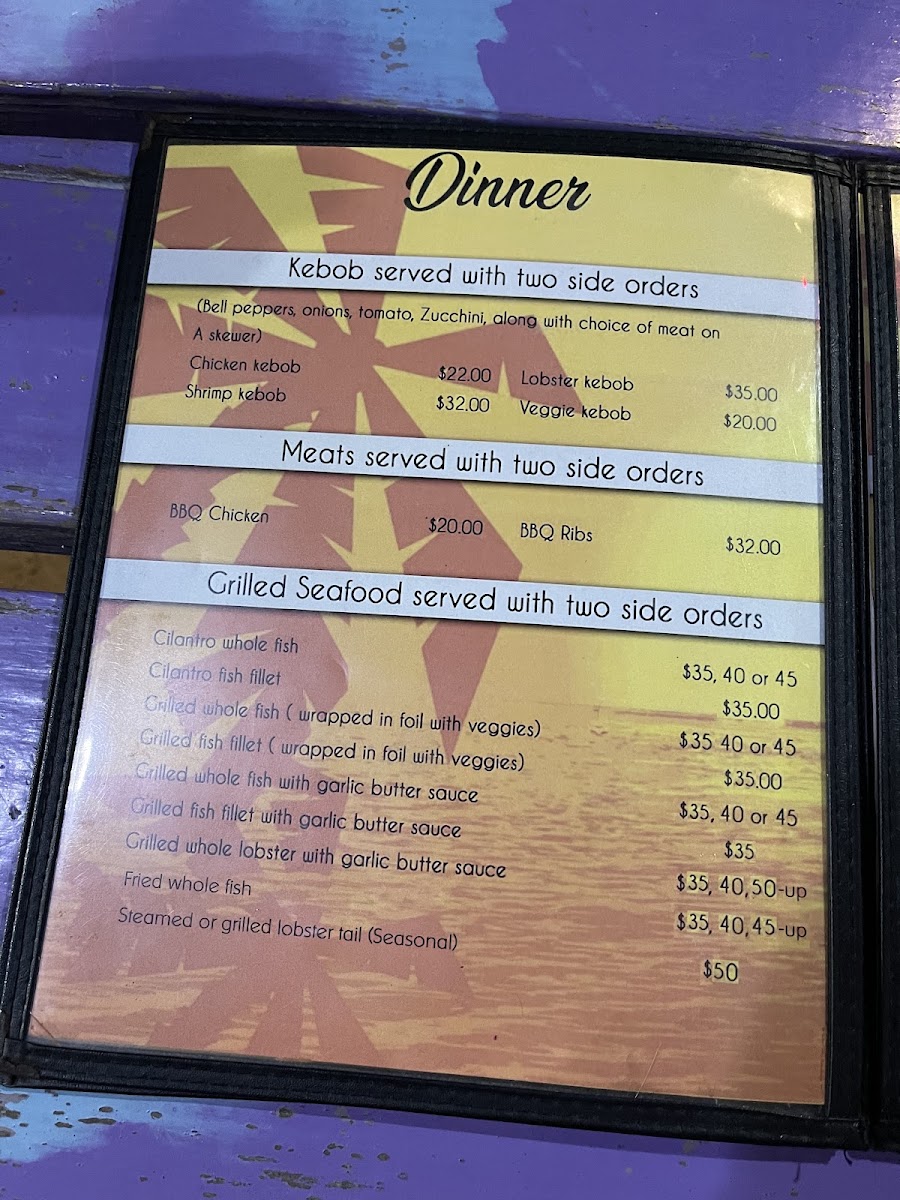 Dinner
Kebob served with two side orders
(Bell peppers, onions, tomato, Zucchini, along with choice of meat on
A skewer)
Chicken kebob $22.00 Lobster kebob $35.00
Shrimp kebob $32.00 Veggie kebob $20.00
Meats served with two side orders
BBQ Chicken $20.00 BBQ Ribs $32.00
Grilled Seafood served with two side orders
Cilantro whole fish $35, 40 or 45
Cilantro fish fillet $35.00
Grilled whole fish ( wrapped in foil with veggies) $35 40 or 45
Grilled fish fillet ( wrapped in foil with veggies) $35.00
Grilled whole fish with garlic butter sauce $35, 40 or 45
Grilled fish fillet with garlic butter sauce $35
Grilled whole lobster with garlic butter sauce $35, 40,50-up
Fried whole fish $35, 40,45-up
Steamed or grilled lobster tail (Seasonal) $50